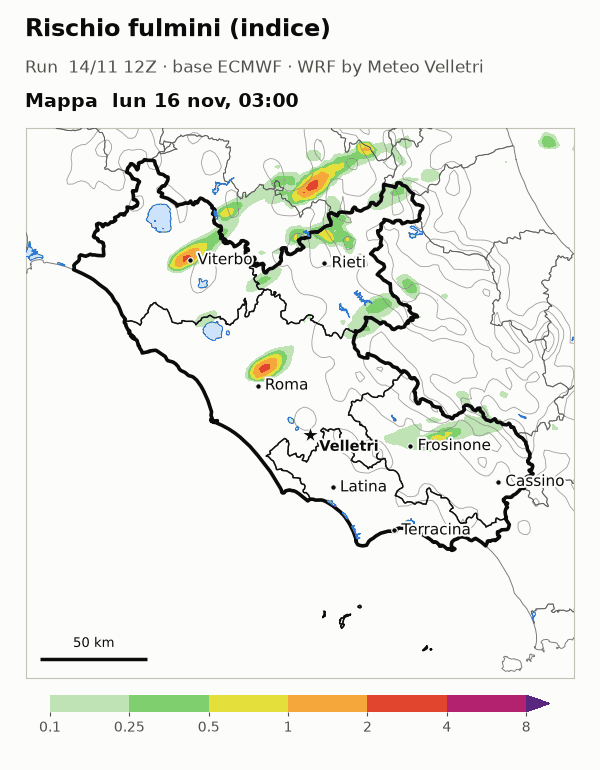 Rischio fulmini (indice)
Run 14/11 12Z · base ECMWF · WRF by Meteo Velletri
Mappa lun 16 nov, 03:00
Viterbo
Rieti
Roma
Velletri
Frosinone
Latina
Cassino
Terracina
50 km
0.1 0.25 0.5 1 2 4 8